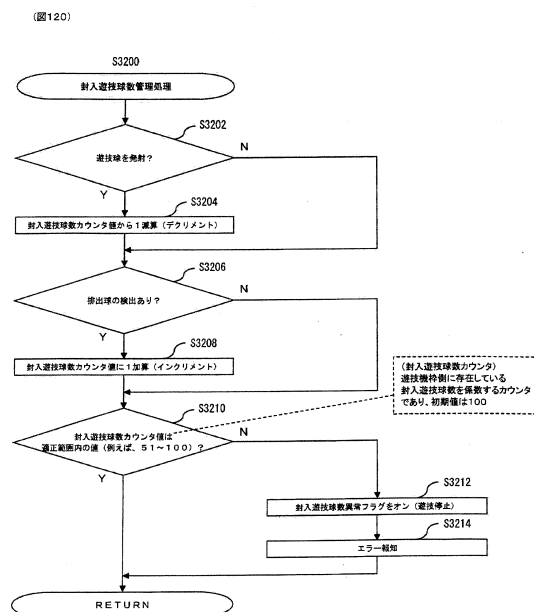 (図120)
S3200
封入遊技球数管理処理
S3202
遊技球を発射？
N
Y
S3204
封入遊技球数カウンタ値から１減算（デクリメント）
S3206
排出球の検出あり？
N
Y
S3208
封入遊技球数カウンタ値に１加算（インクリメント）
（封入遊技球数カウンタ）
遊技機枠側に存在している
封入遊技球数を係数するカウンタ
であり、初期値は100
S3210
封入遊技球数カウンタ値は
適正範囲内の値（例えば、５１～１００）？
N
Y
S3212
封入遊技球数異常フラグをオン（遊技停止）
S3214
エラー報知
RETURN